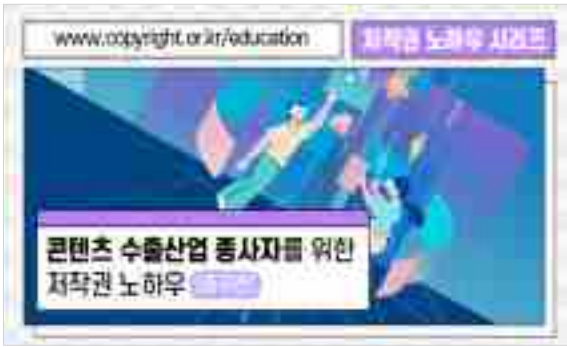 www.copyright.or.kr/education
저작권 노하우 시리즈
콘텐츠 수출산업 종사자를 위한
저작권 노하우